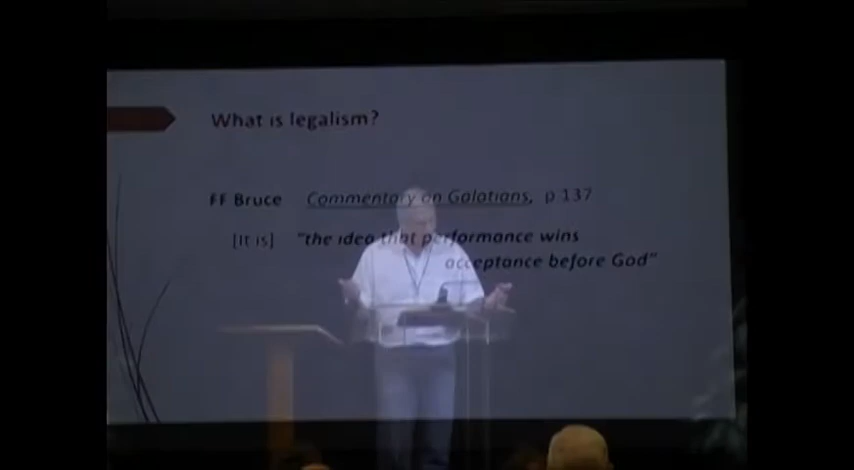 What is legalism?
FF Bruce Commentary on Galatians, p 137
[It is] "the idea that performance wins
acceptance before God"